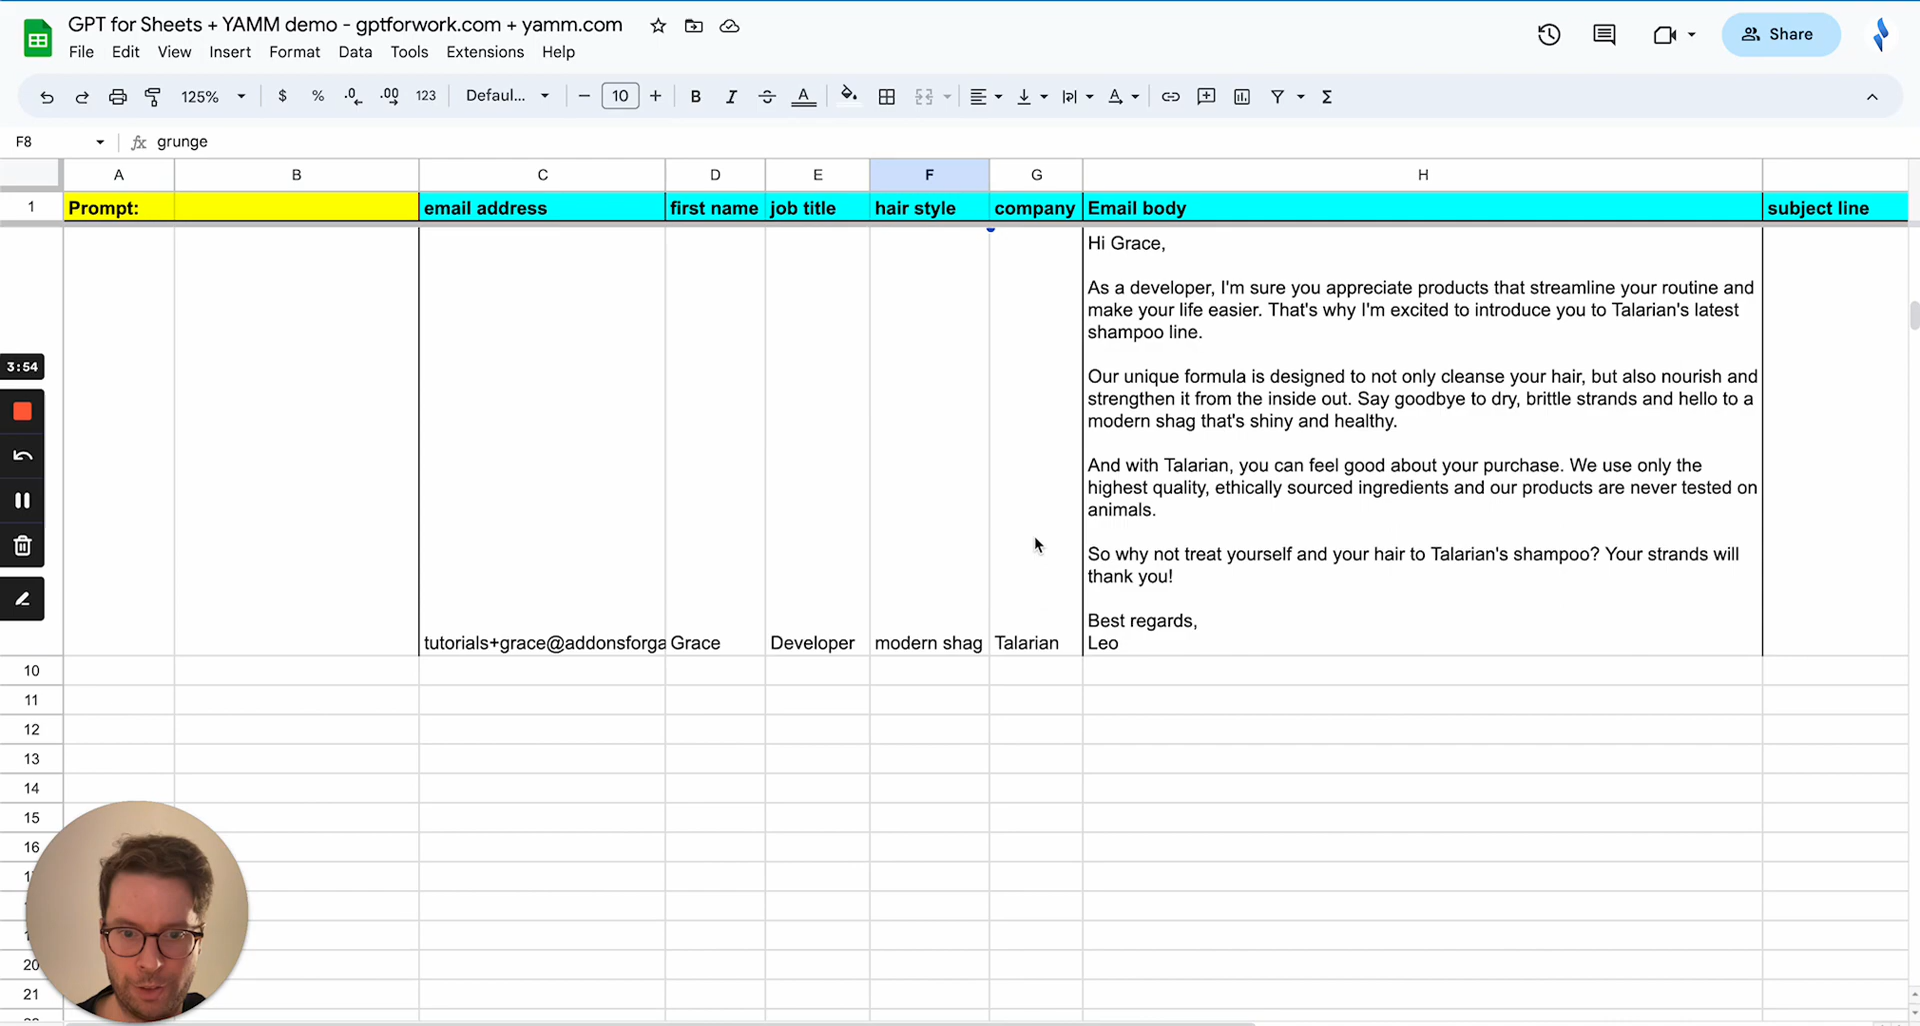 GPT for Sheets + YAMM demo - gptforwork.com + yamm.com
File Edit View Insert Format Data Tools Extensions Help
Share
125% $ % .0 .00 123 Defaul... 10 B I A Σ
F8 fx grunge
A B C D E F G H
1 Prompt: email address first name job title hair style company Email body subject line
Hi Grace,
As a developer, I'm sure you appreciate products that streamline your routine and
make your life easier. That's why I'm excited to introduce you to Talarian's latest
shampoo line.
Our unique formula is designed to not only cleanse your hair, but also nourish and
strengthen it from the inside out. Say goodbye to dry, brittle strands and hello to a
modern shag that's shiny and healthy.
And with Talarian, you can feel good about your purchase. We use only the
highest quality, ethically sourced ingredients and our products are never tested on
animals.
So why not treat yourself and your hair to Talarian's shampoo? Your strands will
thank you!
Best regards,
tutorials+grace@addonsforga Grace Developer modern shag Talarian Leo
3:54
10
11
12
13
14
15
16
20
21